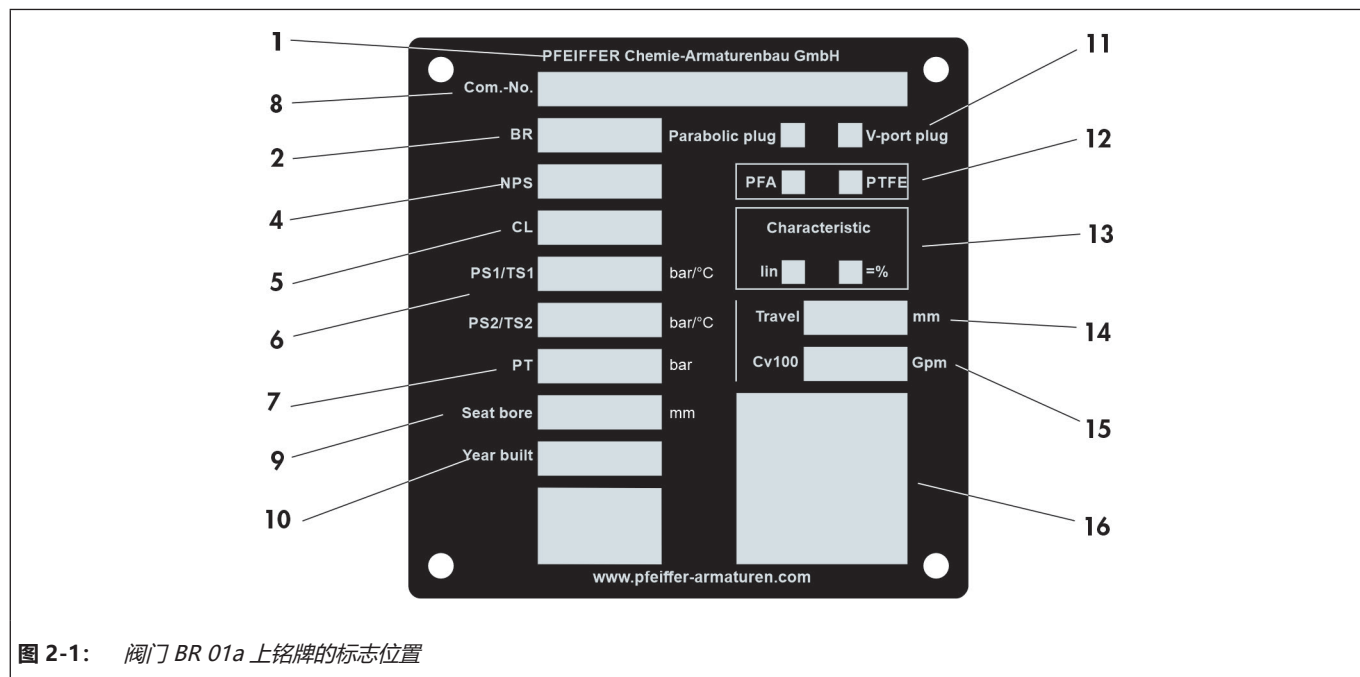 1
PFEIFFER Chemie-Armaturenbau GmbH
11
8
Com.-No.
2
BR
Parabolic plug
V-port plug
12
4
NPS
PFA
PTFE
5
CL
Characteristic
13
6
PS1/TS1
bar/°C
lin
=%
PS2/TS2
bar/°C
Travel
mm
14
7
PT
bar
Cv100
Gpm
15
9
Seat bore
mm
10
Year built
16
www.pfeiffer-armaturen.com
图 2-1: 阀门 BR 01a 上铭牌的标志位置